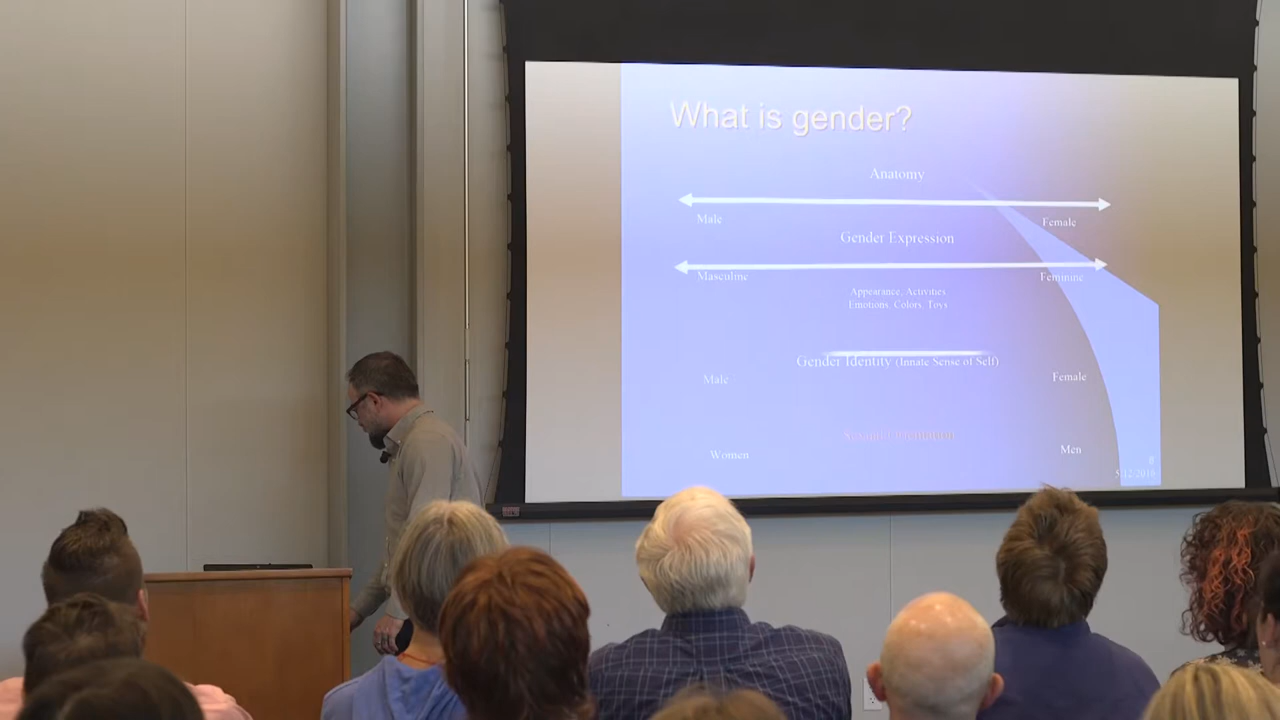 What is gender?
Anatomy
Male Female
Gender Expression
Masculine Feminine
Appearance, Activities,
Emotions, Colors, Toys
Gender Identity (Innate Sense of Self)
Male Female
Women Men
8